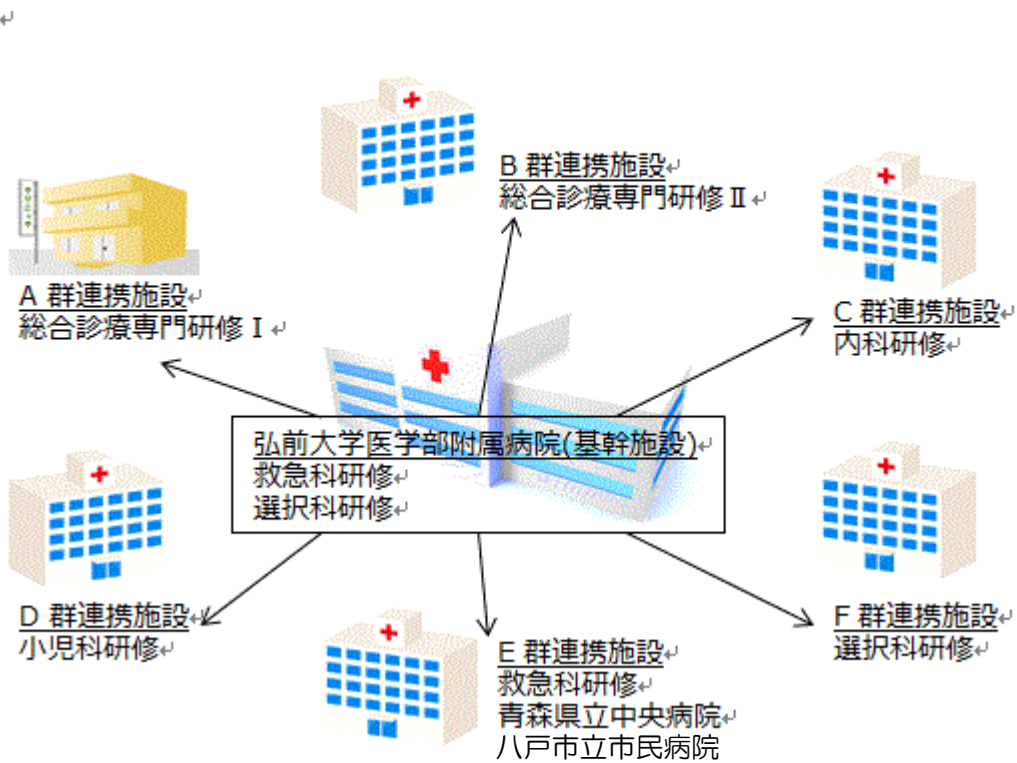 B 群連携施設
総合診療専門研修Ⅱ
A 群連携施設
総合診療専門研修Ⅰ
C 群連携施設
内科研修
弘前大学医学部附属病院(基幹施設)
救急科研修
選択科研修
D 群連携施設
小児科研修
E 群連携施設
救急科研修
青森県立中央病院
八戸市立市民病院
F 群連携施設
選択科研修